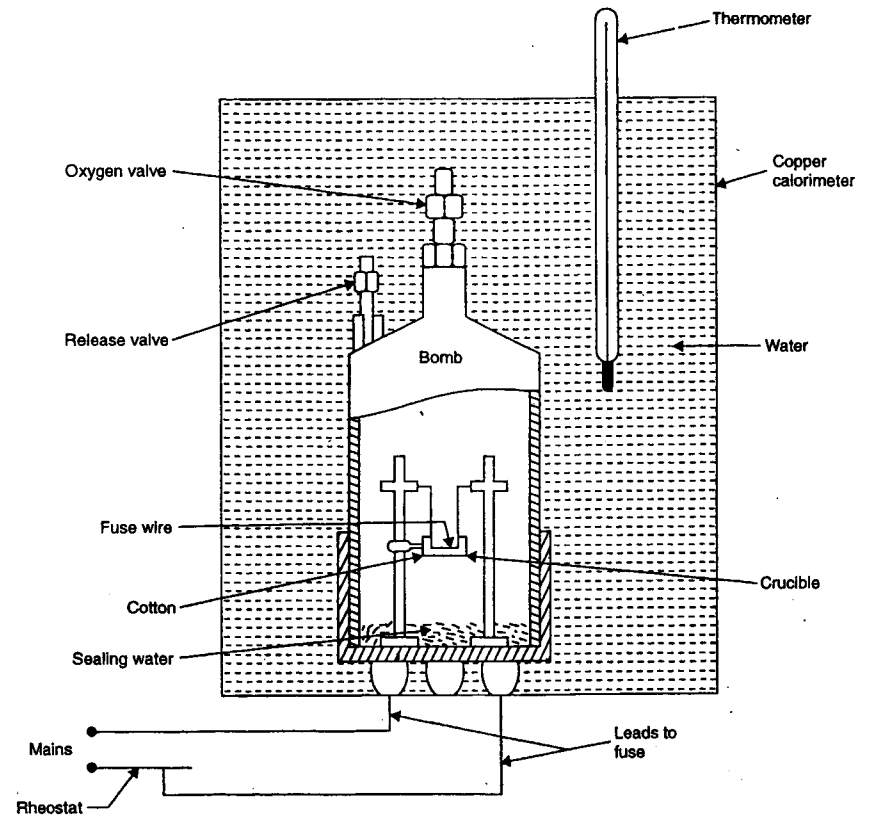 Thermometer
Oxygen valve
Copper
calorimeter
Release valve
Water
Bomb
Fuse wire
Crucible
Cotton
Sealing water
Leads to
fuse
Mains
Rheostat